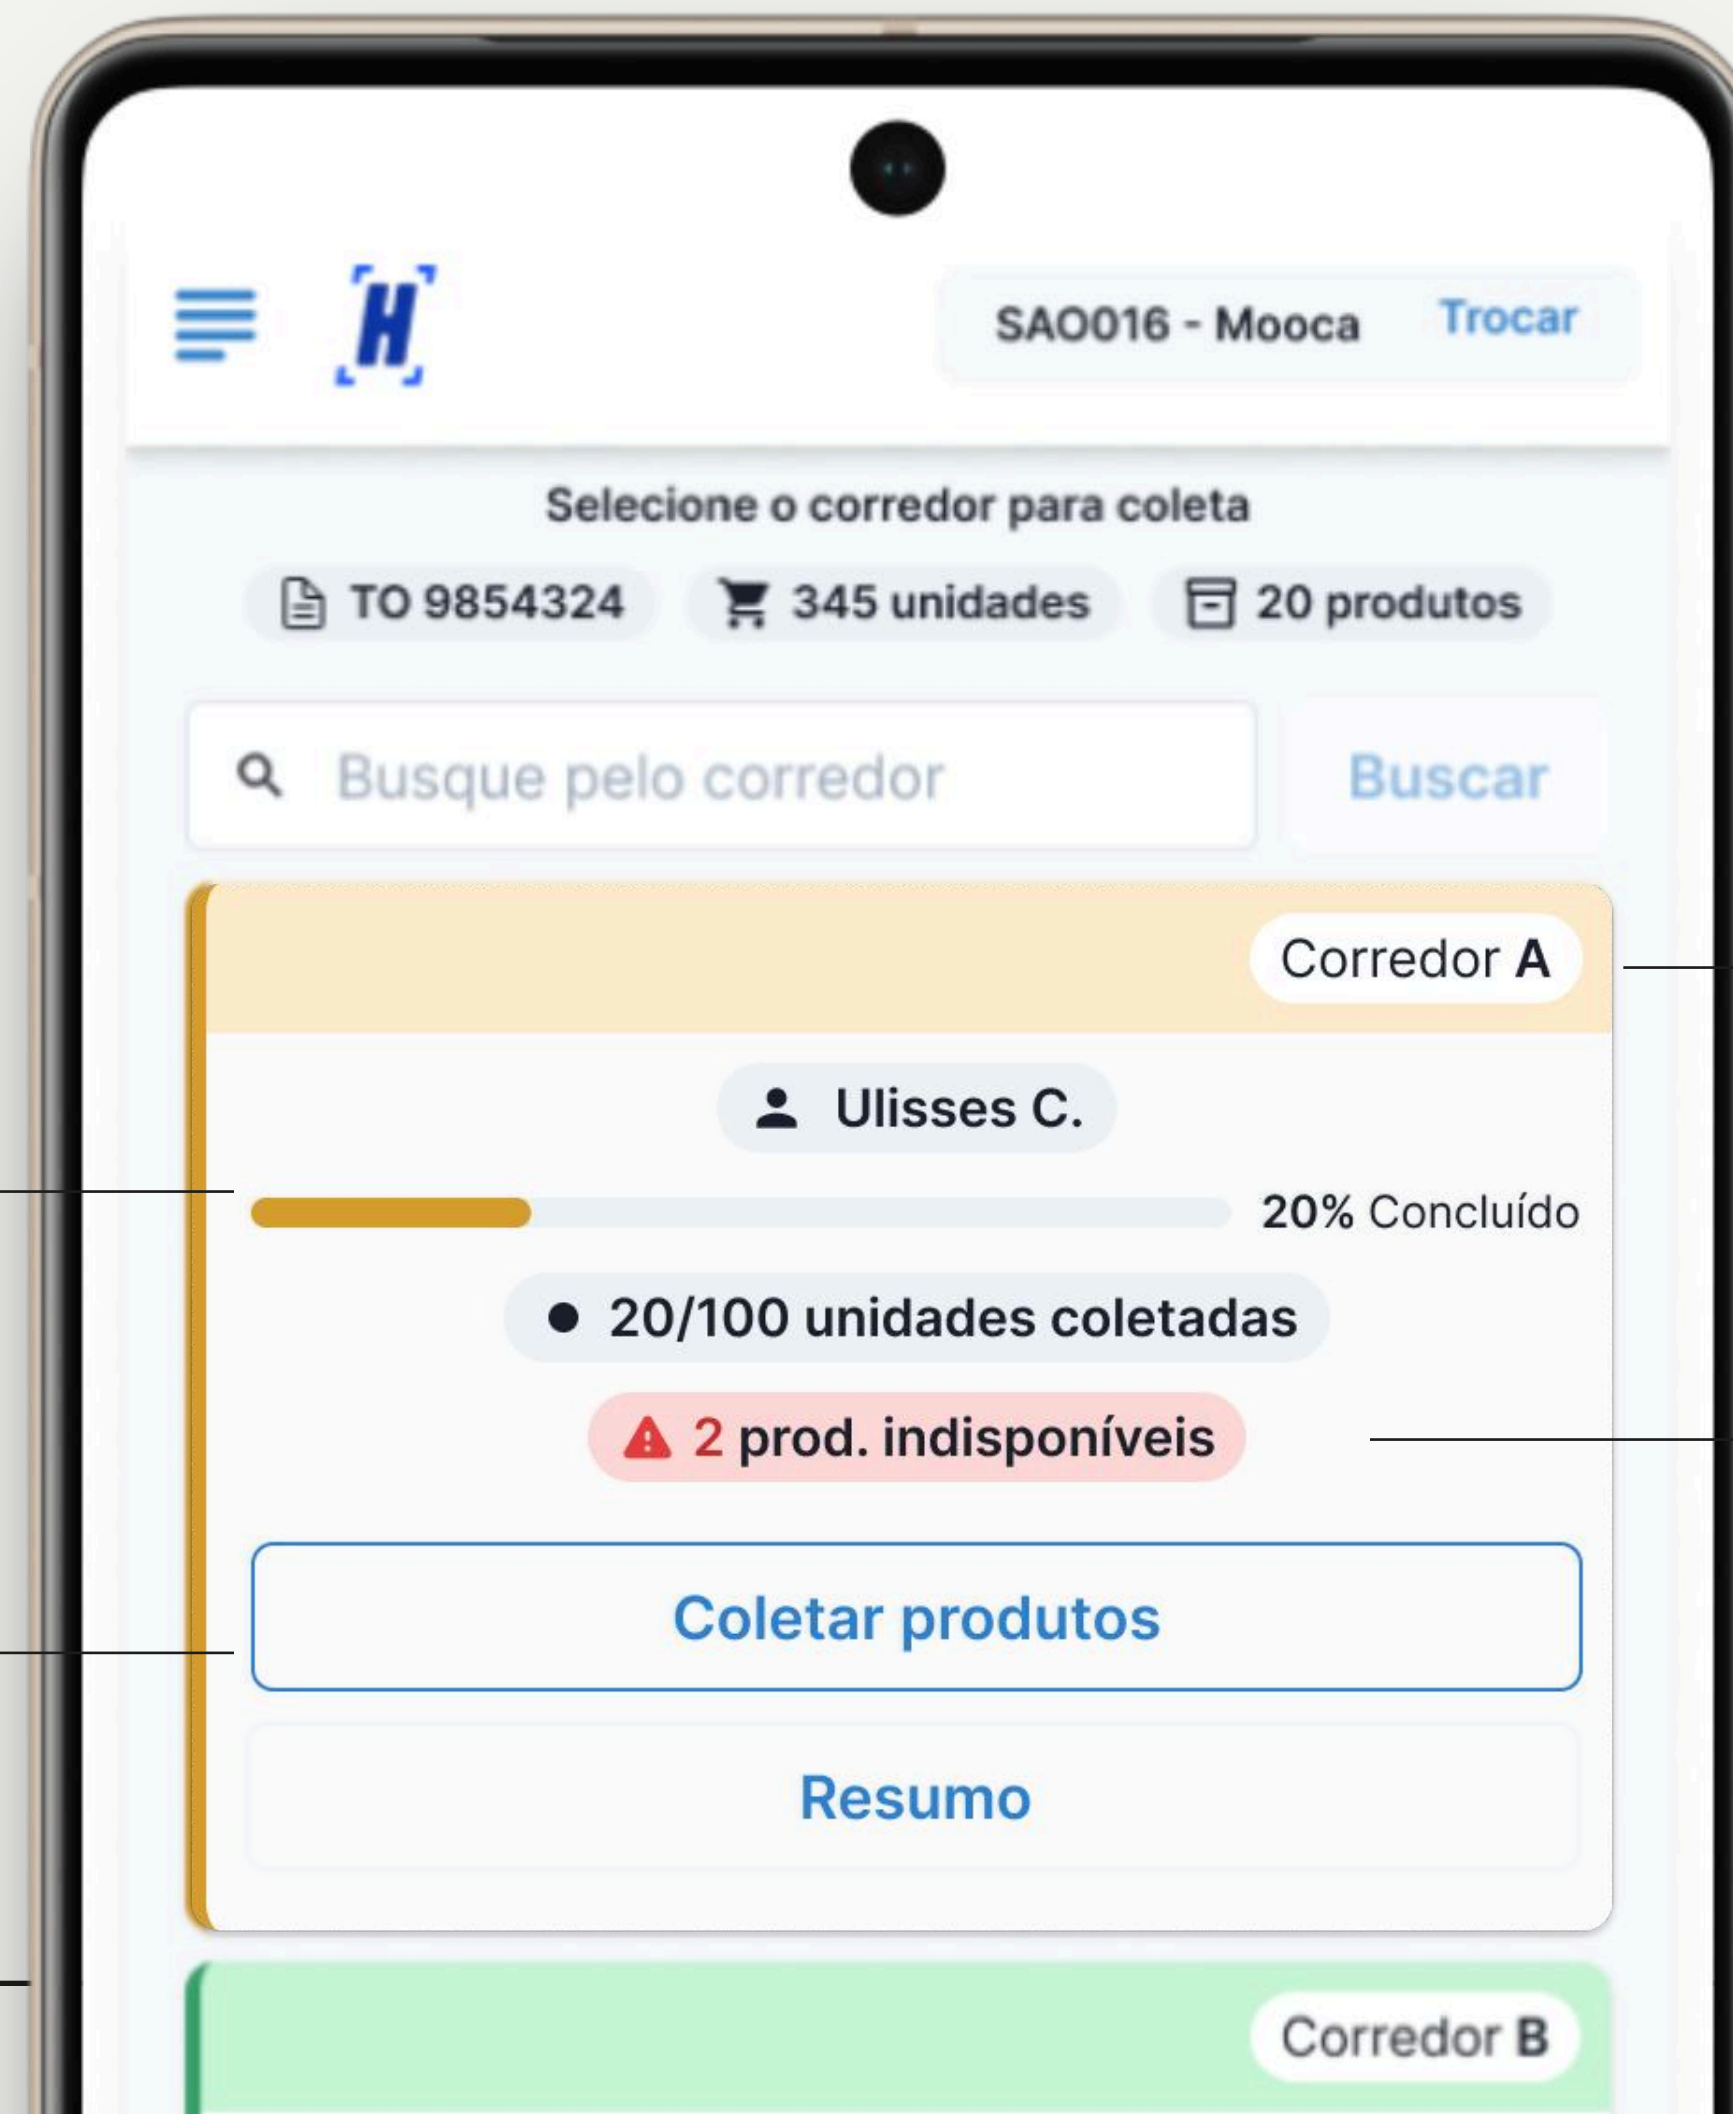 H
SAO016 - Mooca Trocar
Selecione o corredor para coleta
TO 9854324 345 unidades 20 produtos
Busque pelo corredor Buscar
Corredor A
Ulisses C.
20% Concluído
20/100 unidades coletadas
2 prod. indisponíveis
Coletar produtos
Resumo
Corredor B